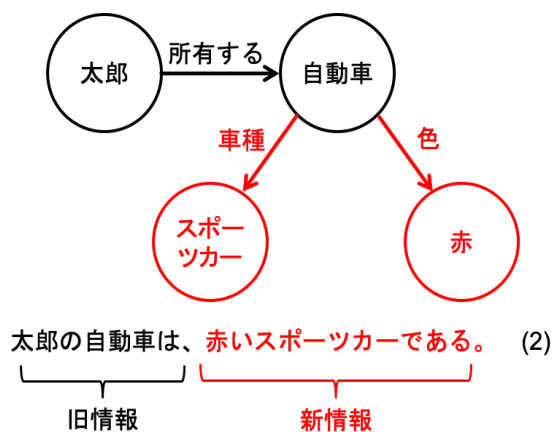 所有する
太郎
自動車
車種
色
スポー
ツカー
赤
太郎の自動車は、赤いスポーツカーである。 (2)
旧情報
新情報